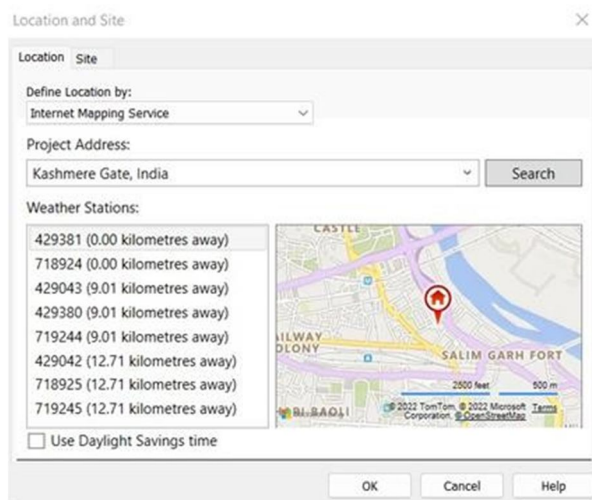 Location and Site
Location Site
Define Location by:
Internet Mapping Service
Project Address:
Kashmere Gate, India
Search
Weather Stations:
429381 (0.00 kilometres away)
718924 (0.00 kilometres away)
429043 (9.01 kilometres away)
429380 (9.01 kilometres away)
719244 (9.01 kilometres away)
429042 (12.71 kilometres away)
718925 (12.71 kilometres away)
719245 (12.71 kilometres away)
CASTLE
AILWAY
OLONY
SALIM GARH FORT
2500 feet 500 m
BI BAOLI
© 2022 TomTom, © 2022 Microsoft Terms
Corporation, © OpenStreetMap
Use Daylight Savings time
OK Cancel Help